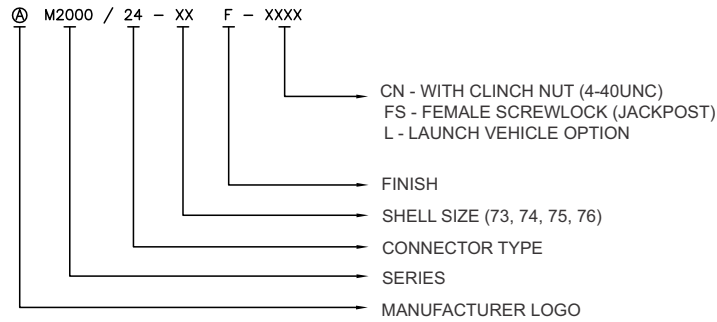 Ⓐ M2000 / 24 - XX F - XXXX
CN - WITH CLINCH NUT (4-40UNC)
FS - FEMALE SCREWLOCK (JACKPOST)
L - LAUNCH VEHICLE OPTION
FINISH
SHELL SIZE (73, 74, 75, 76)
CONNECTOR TYPE
SERIES
MANUFACTURER LOGO